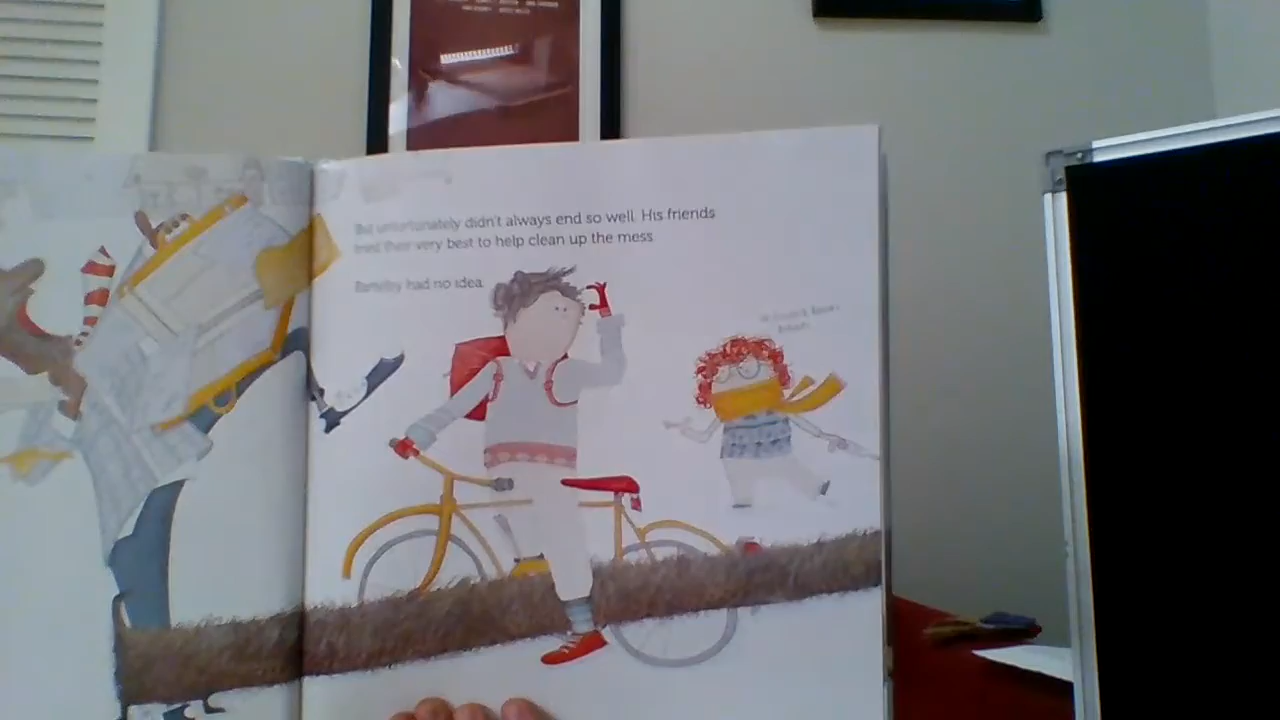 But unfortunately didn't always end so well. His friends
tried their very best to help clean up the mess.
had no idea.